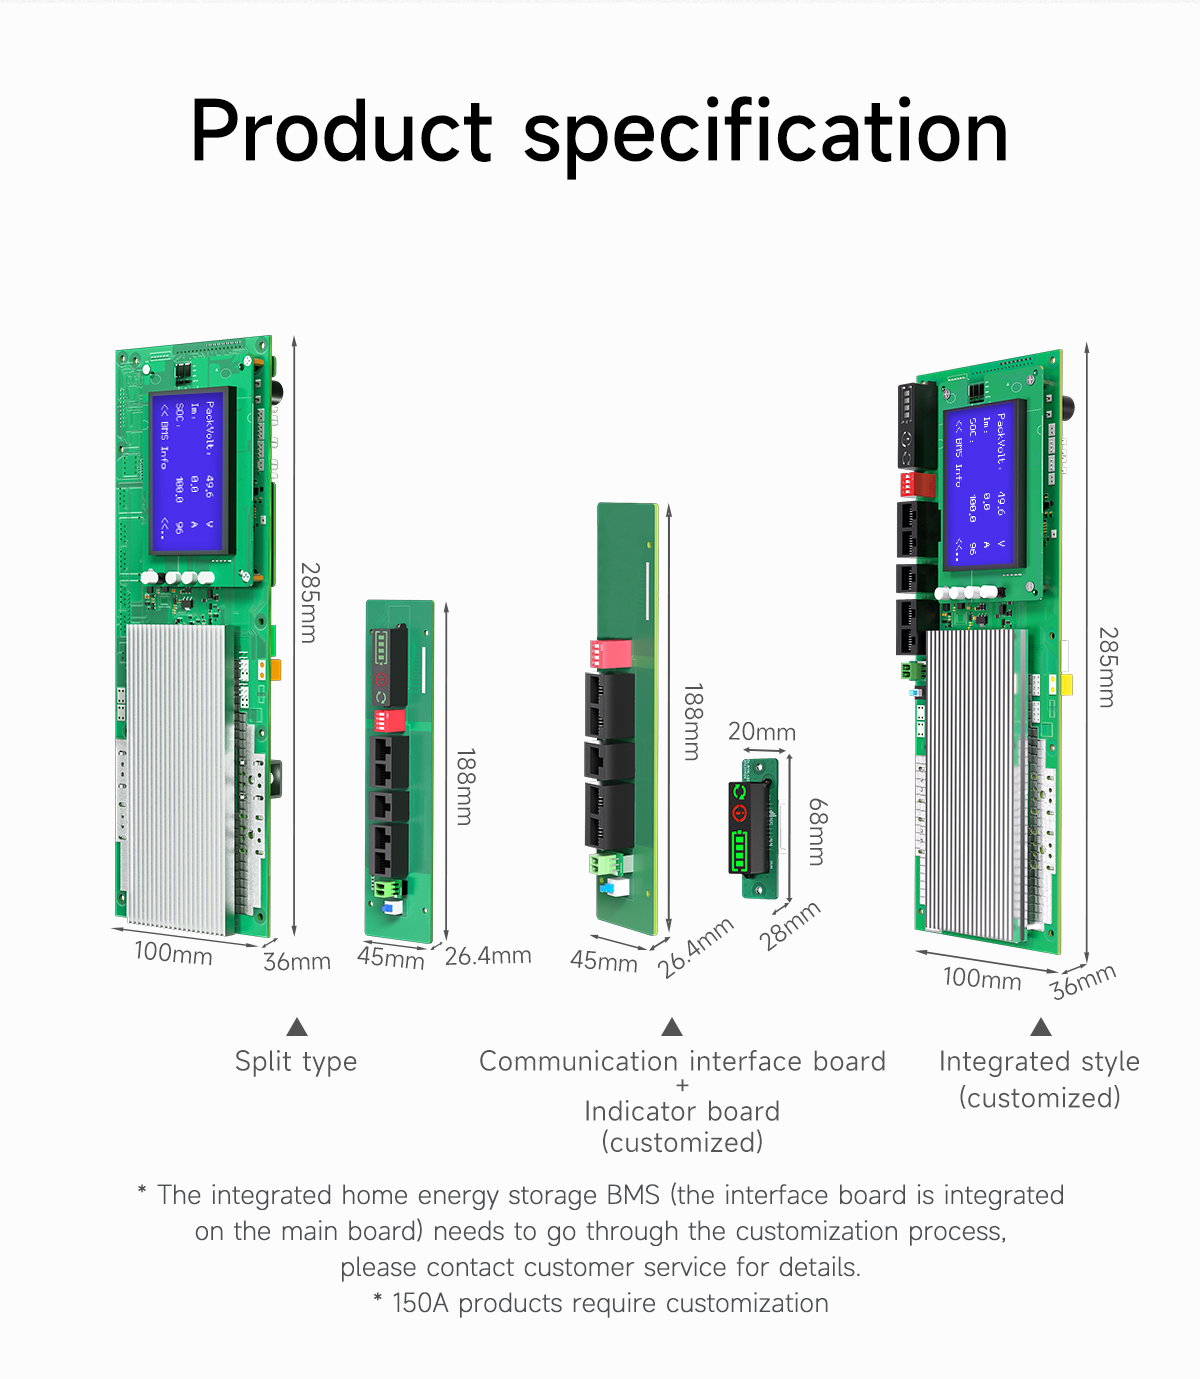 Product specification
PackVolt: 49.6 V
Im: 0.0 A
SOC: 100.0 96
<< BMS Info <<..
285mm
100mm
36mm
188mm
45mm
26.4mm
188mm
45mm
26.4mm
20mm
68mm
28mm
PackVolt. 49.6 V
Im: 0.0 A
SOC: 100.0 96
<< BMS Info <<..
285mm
100mm
36mm
Split type
Communication interface board
+
Indicator board
(customized)
Integrated style
(customized)
* The integrated home energy storage BMS (the interface board is integrated
on the main board) needs to go through the customization process,
please contact customer service for details.
* 150A products require customization